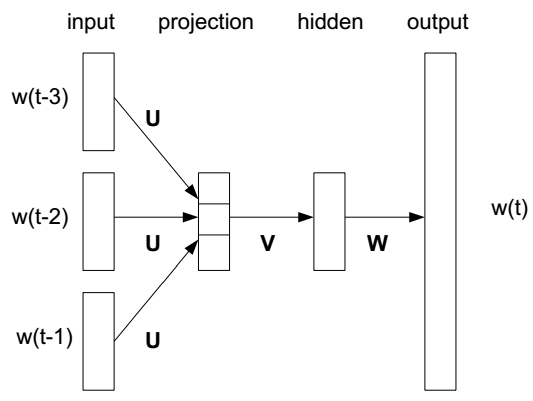 input projection hidden output
w(t-3)
U
w(t-2)
w(t)
U V W
w(t-1)
U